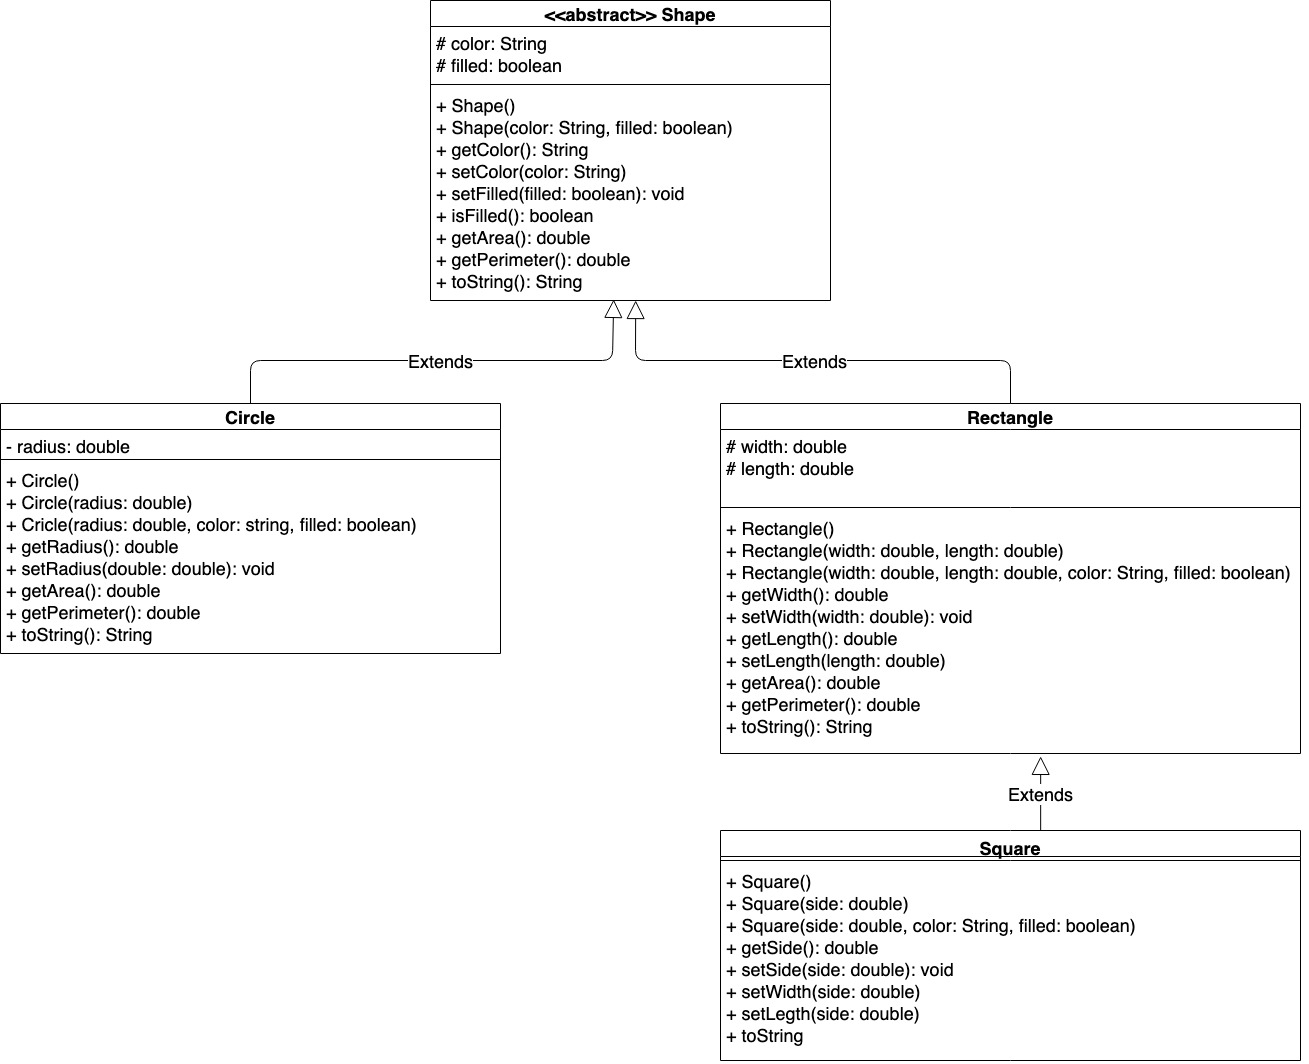 <<abstract>> Shape
# color: String
# filled: boolean
+ Shape()
+ Shape(color: String, filled: boolean)
+ getColor(): String
+ setColor(color: String)
+ setFilled(filled: boolean): void
+ isFilled(): boolean
+ getArea(): double
+ getPerimeter(): double
+ toString(): String
Extends
Extends
Circle
- radius: double
+ Circle()
+ Circle(radius: double)
+ Cricle(radius: double, color: string, filled: boolean)
+ getRadius(): double
+ setRadius(double: double): void
+ getArea(): double
+ getPerimeter(): double
+ toString(): String
Rectangle
# width: double
# length: double
+ Rectangle()
+ Rectangle(width: double, length: double)
+ Rectangle(width: double, length: double, color: String, filled: boolean)
+ getWidth(): double
+ setWidth(width: double): void
+ getLength(): double
+ setLength(length: double)
+ getArea(): double
+ getPerimeter(): double
+ toString(): String
Extends
Square
+ Square()
+ Square(side: double)
+ Square(side: double, color: String, filled: boolean)
+ getSide(): double
+ setSide(side: double): void
+ setWidth(side: double)
+ setLegth(side: double)
+ toString